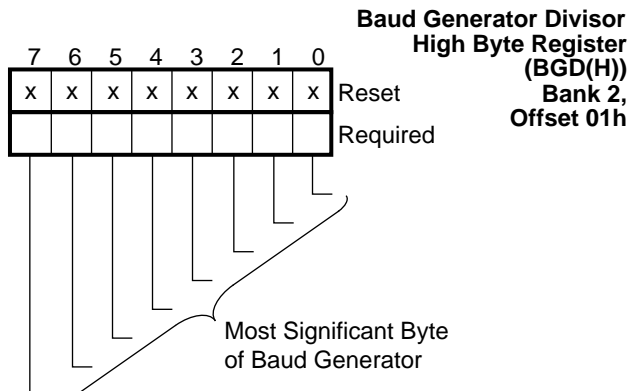 Baud Generator Divisor
High Byte Register
(BGD(H))
Bank 2,
Offset 01h
7 6 5 4 3 2 1 0
x x x x x x x x Reset
Required
Most Significant Byte
of Baud Generator